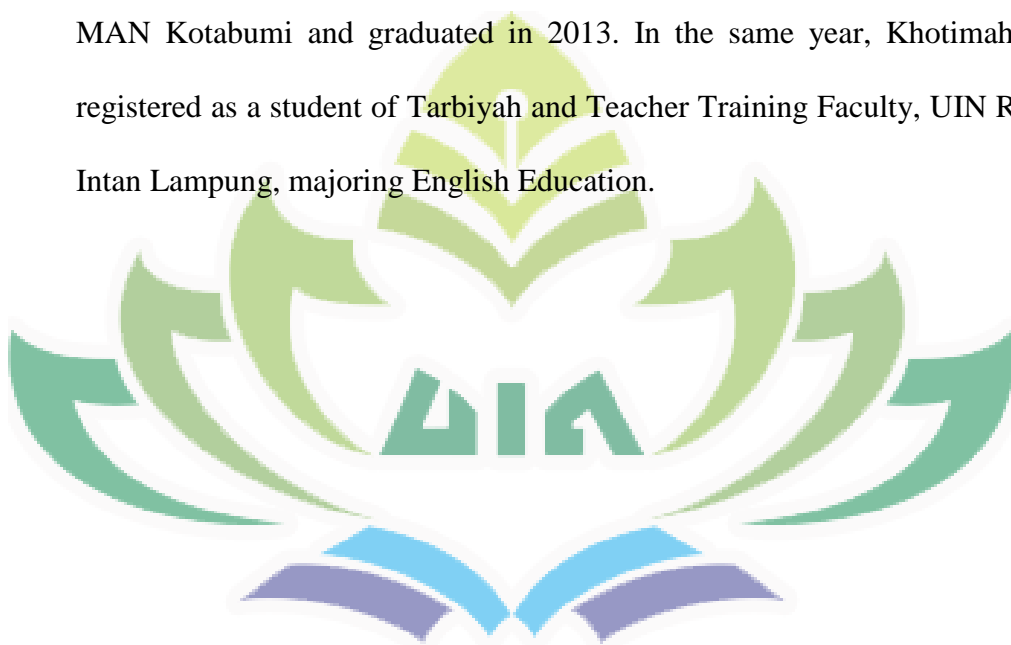 MAN Kotabumi and graduated in 2013. In the same year, Khotimah
registered as a student of Tarbiyah and Teacher Training Faculty, UIN R
Intan Lampung, majoring English Education.
UIN